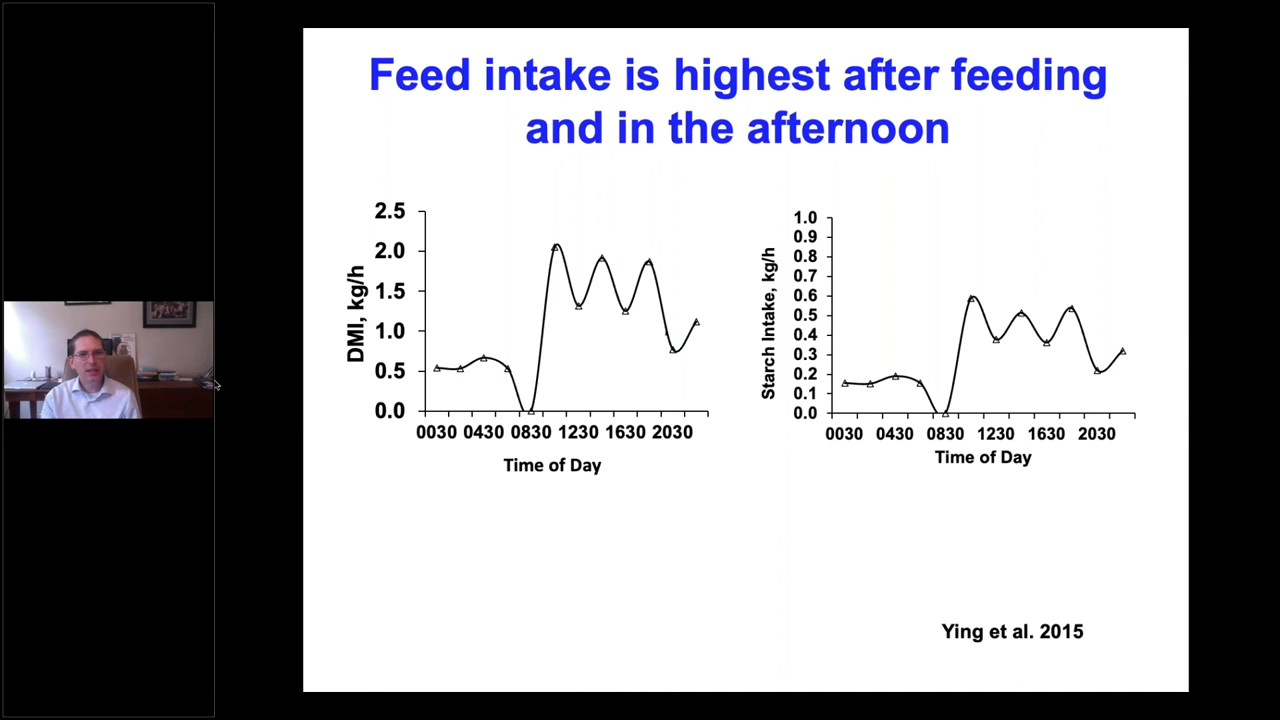 Feed intake is highest after feeding
and in the afternoon
2.5
2.0
1.5
1.0
0.5
0.0
DMI, kg/h
0030 0430 0830 1230 1630 2030
Time of Day
1.0
0.9
0.8
0.7
0.6
0.5
0.4
0.3
0.2
0.1
0.0
Starch Intake, kg/h
0030 0430 0830 1230 1630 2030
Time of Day
Ying et al. 2015